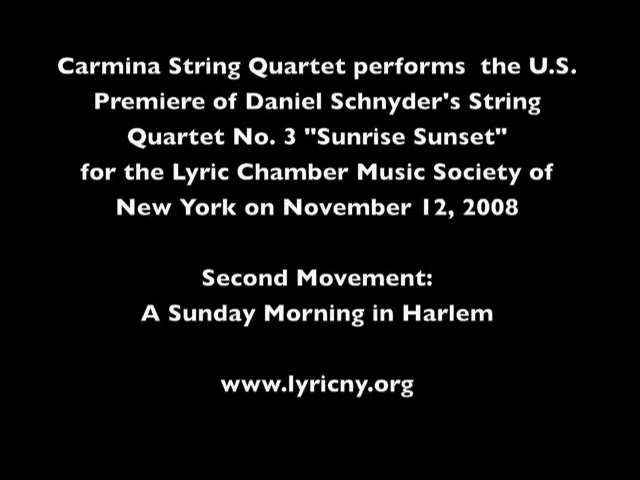 Carmina String Quartet performs  the U.S.
Premiere of Daniel Schnyder's String
Quartet No. 3 "Sunrise Sunset"
for the Lyric Chamber Music Society of
New York on November 12, 2008
Second Movement:
A Sunday Morning in Harlem
www.lyricny.org